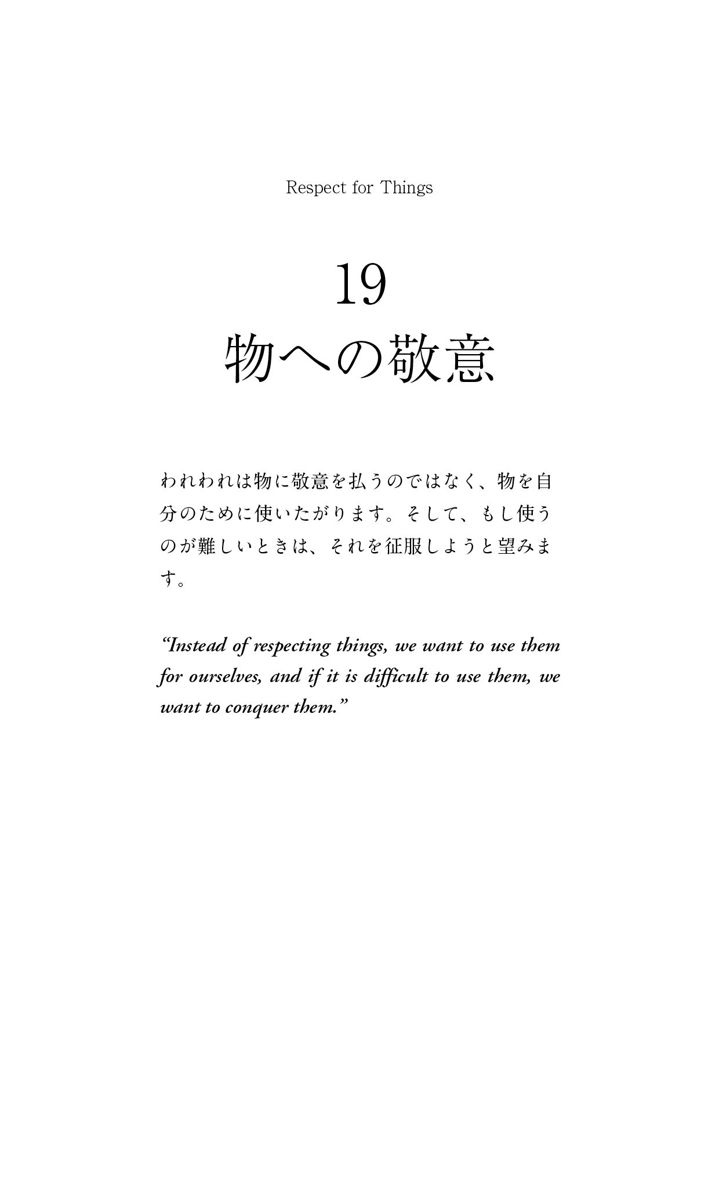 Respect for Things
19
物への敬意
われわれは物に敬意を払うのではなく、物を自
分のために使いたがります。そして、もし使う
のが難しいときは、それを征服しようと望みま
す。
“Instead of respecting things, we want to use them
for ourselves, and if it is difficult to use them, we
want to conquer them.”